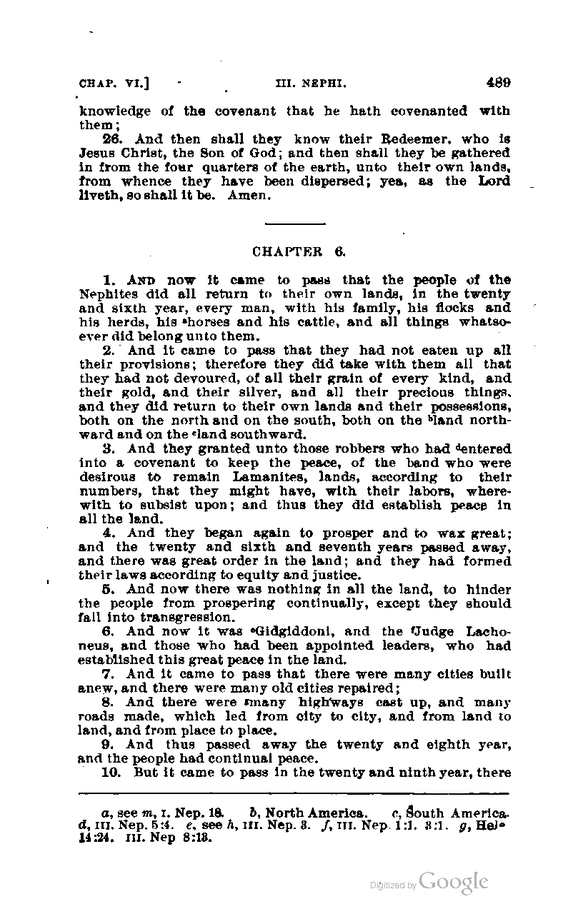 CHAP. VI.] III. NEPHI. 489
knowledge of the covenant that he hath covenanted with
them;
26. And then shall they know their Redeemer, who is
Jesus Christ, the Son of God; and then shall they be gathered
in from the four quarters of the earth, unto their own lands,
from whence they have been dispersed; yea, as the Lord
liveth, so shall it be. Amen.
CHAPTER 6.
1. AND now it came to pass that the people of the
Nephites did all return to their own lands, in the twenty
and sixth year, every man, with his family, his flocks and
his herds, his ᵃhorses and his cattle, and all things whatso-
ever did belong unto them.
2. And it came to pass that they had not eaten up all
their provisions; therefore they did take with them all that
they had not devoured, of all their grain of every kind, and
their gold, and their silver, and all their precious things,
and they did return to their own lands and their possessions,
both on the north and on the south, both on the ᵇland north-
ward and on the ᶜland southward.
3. And they granted unto those robbers who had ᵈentered
into a covenant to keep the peace, of the band who were
desirous to remain Lamanites, lands, according to their
numbers, that they might have, with their labors, where-
with to subsist upon; and thus they did establish peace in
all the land.
4. And they began again to prosper and to wax great;
and the twenty and sixth and seventh years passed away,
and there was great order in the land; and they had formed
their laws according to equity and justice.
5. And now there was nothing in all the land, to hinder
the people from prospering continually, except they should
fall into transgression.
6. And now it was ᵉGidgiddoni, and the ᶠJudge Lacho-
neus, and those who had been appointed leaders, who had
established this great peace in the land.
7. And it came to pass that there were many cities built
anew, and there were many old cities repaired;
8. And there were ᵍmany highways cast up, and many
roads made, which led from city to city, and from land to
land, and from place to place.
9. And thus passed away the twenty and eighth year,
and the people had continual peace.
10. But it came to pass in the twenty and ninth year, there
a, see m, I. Nep. 18. b, North America. c, South America.
d, III. Nep. 5:4. e, see h, III. Nep. 3. f, III. Nep. 1:1. 3:1. g, Hel.
14:24. III. Nep 8:13.
Digitized by Google